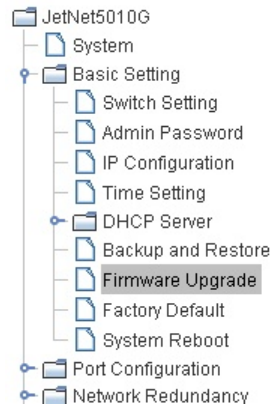 JetNet5010G
System
Basic Setting
Switch Setting
Admin Password
IP Configuration
Time Setting
DHCP Server
Backup and Restore
Firmware Upgrade
Factory Default
System Reboot
Port Configuration
Network Redundancy